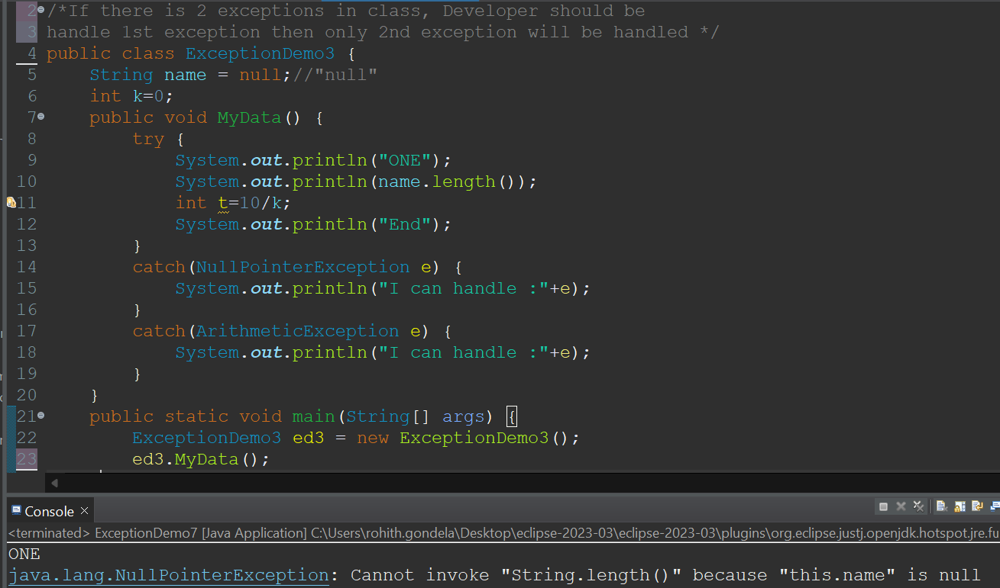 2 /*If there is 2 exceptions in class, Developer should be
3 handle 1st exception then only 2nd exception will be handled */
4 public class ExceptionDemo3 {
5     String name = null;//"null"
6     int k=0;
7     public void MyData() {
8         try {
9             System.out.println("ONE");
10             System.out.println(name.length());
11             int t=10/k;
12             System.out.println("End");
13         }
14         catch(NullPointerException e) {
15             System.out.println("I can handle :"+e);
16         }
17         catch(ArithmeticException e) {
18             System.out.println("I can handle :"+e);
19         }
20     }
21     public static void main(String[] args) {
22         ExceptionDemo3 ed3 = new ExceptionDemo3();
23         ed3.MyData();
Console
<terminated> ExceptionDemo7 [Java Application] C:\Users\rohith.gondela\Desktop\eclipse-2023-03\eclipse-2023-03\plugins\org.eclipse.justj.openjdk.hotspot.jre.fu
ONE
java.lang.NullPointerException: Cannot invoke "String.length()" because "this.name" is null